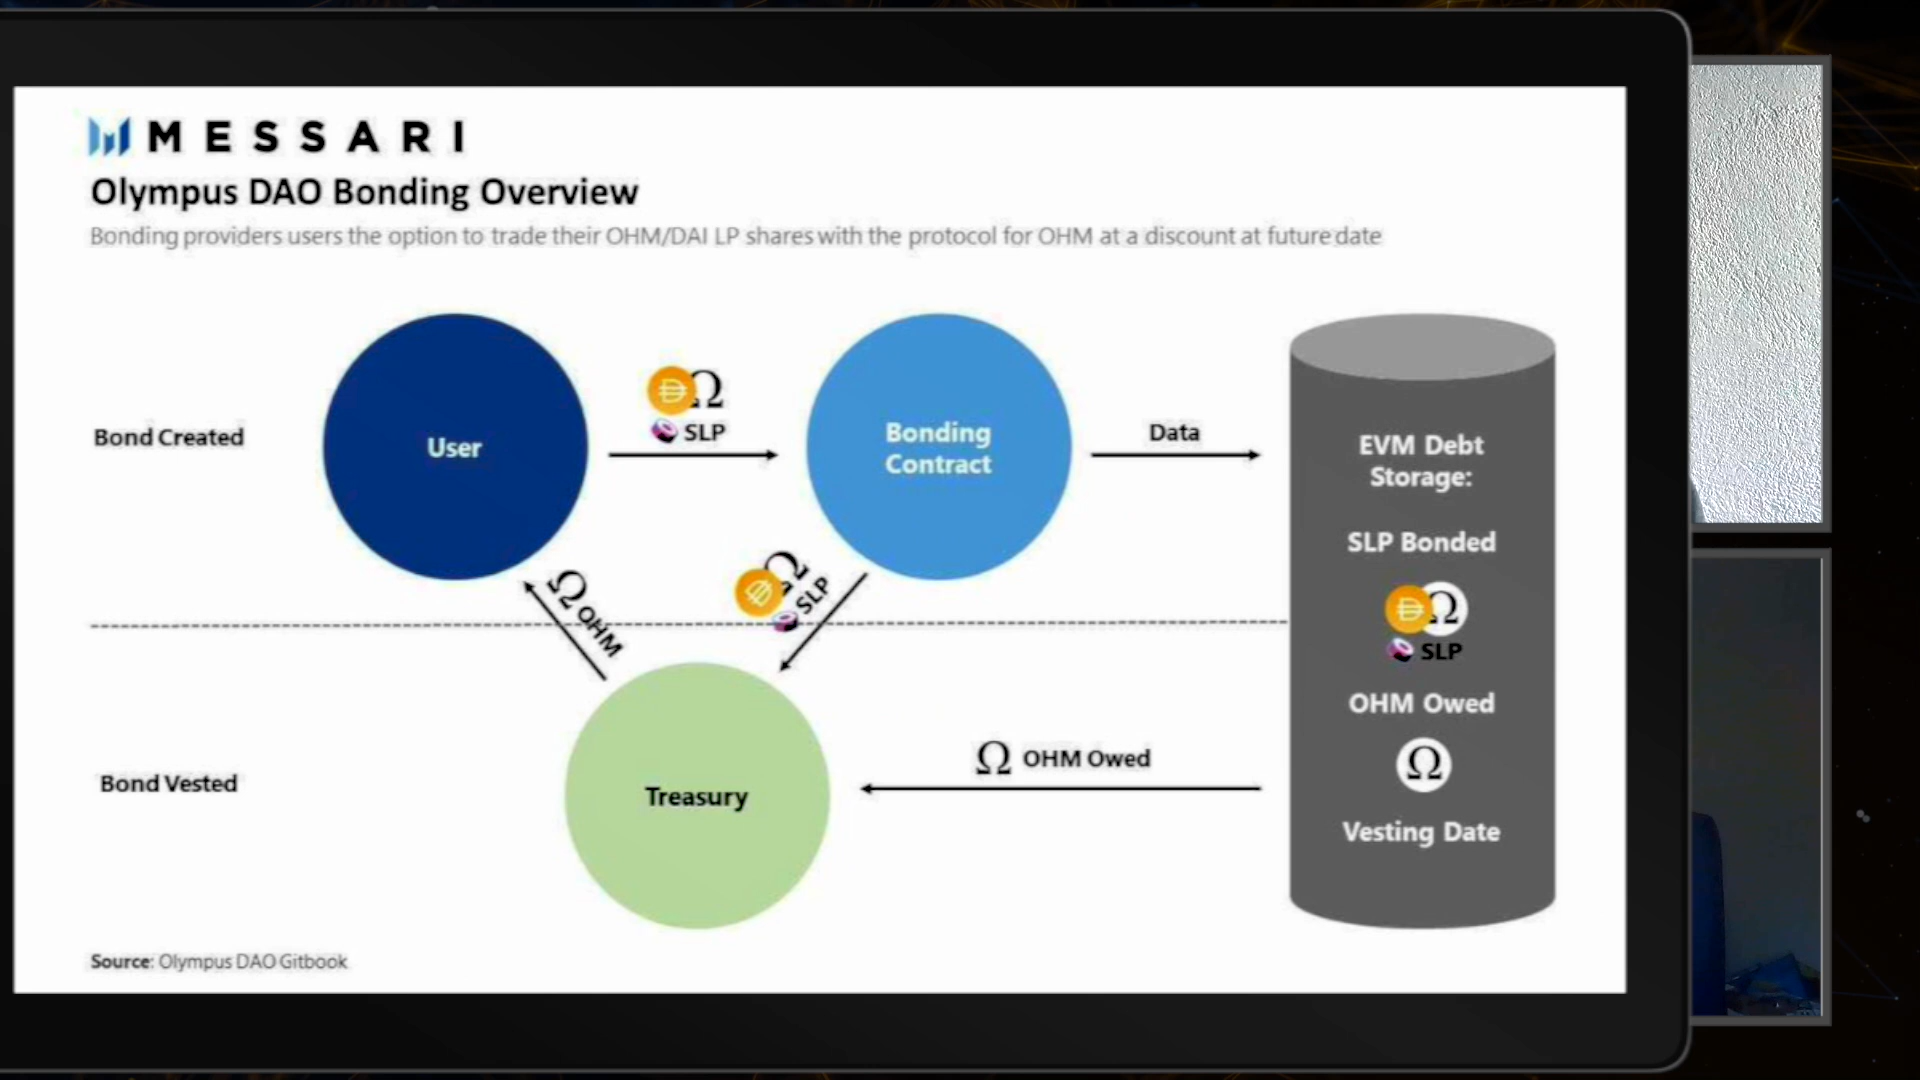 MESSARI
Olympus DAO Bonding Overview
Bonding providers users the option to trade their OHM/DAI LP shares with the protocol for OHM at a discount at future date
Bond Created
User
Ω
SLP
Bonding
Contract
Data
EVM Debt
Storage:
SLP Bonded
Ω
SLP
OHM Owed
Ω
Vesting Date
Ω OHM
Ω
SLP
Bond Vested
Treasury
Ω OHM Owed
Source: Olympus DAO Gitbook